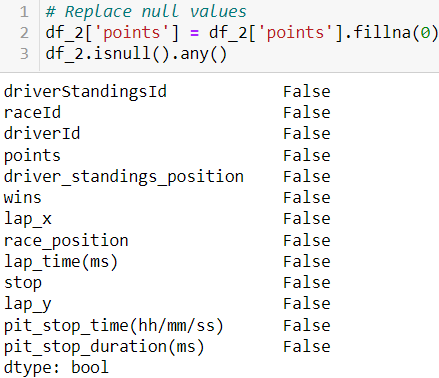 1 # Replace null values
2 df_2['points'] = df_2['points'].fillna(0)
3 df_2.isnull().any()
driverStandingsId False
raceId False
driverId False
points False
driver_standings_position False
wins False
lap_x False
race_position False
lap_time(ms) False
stop False
lap_y False
pit_stop_time(hh/mm/ss) False
pit_stop_duration(ms) False
dtype: bool